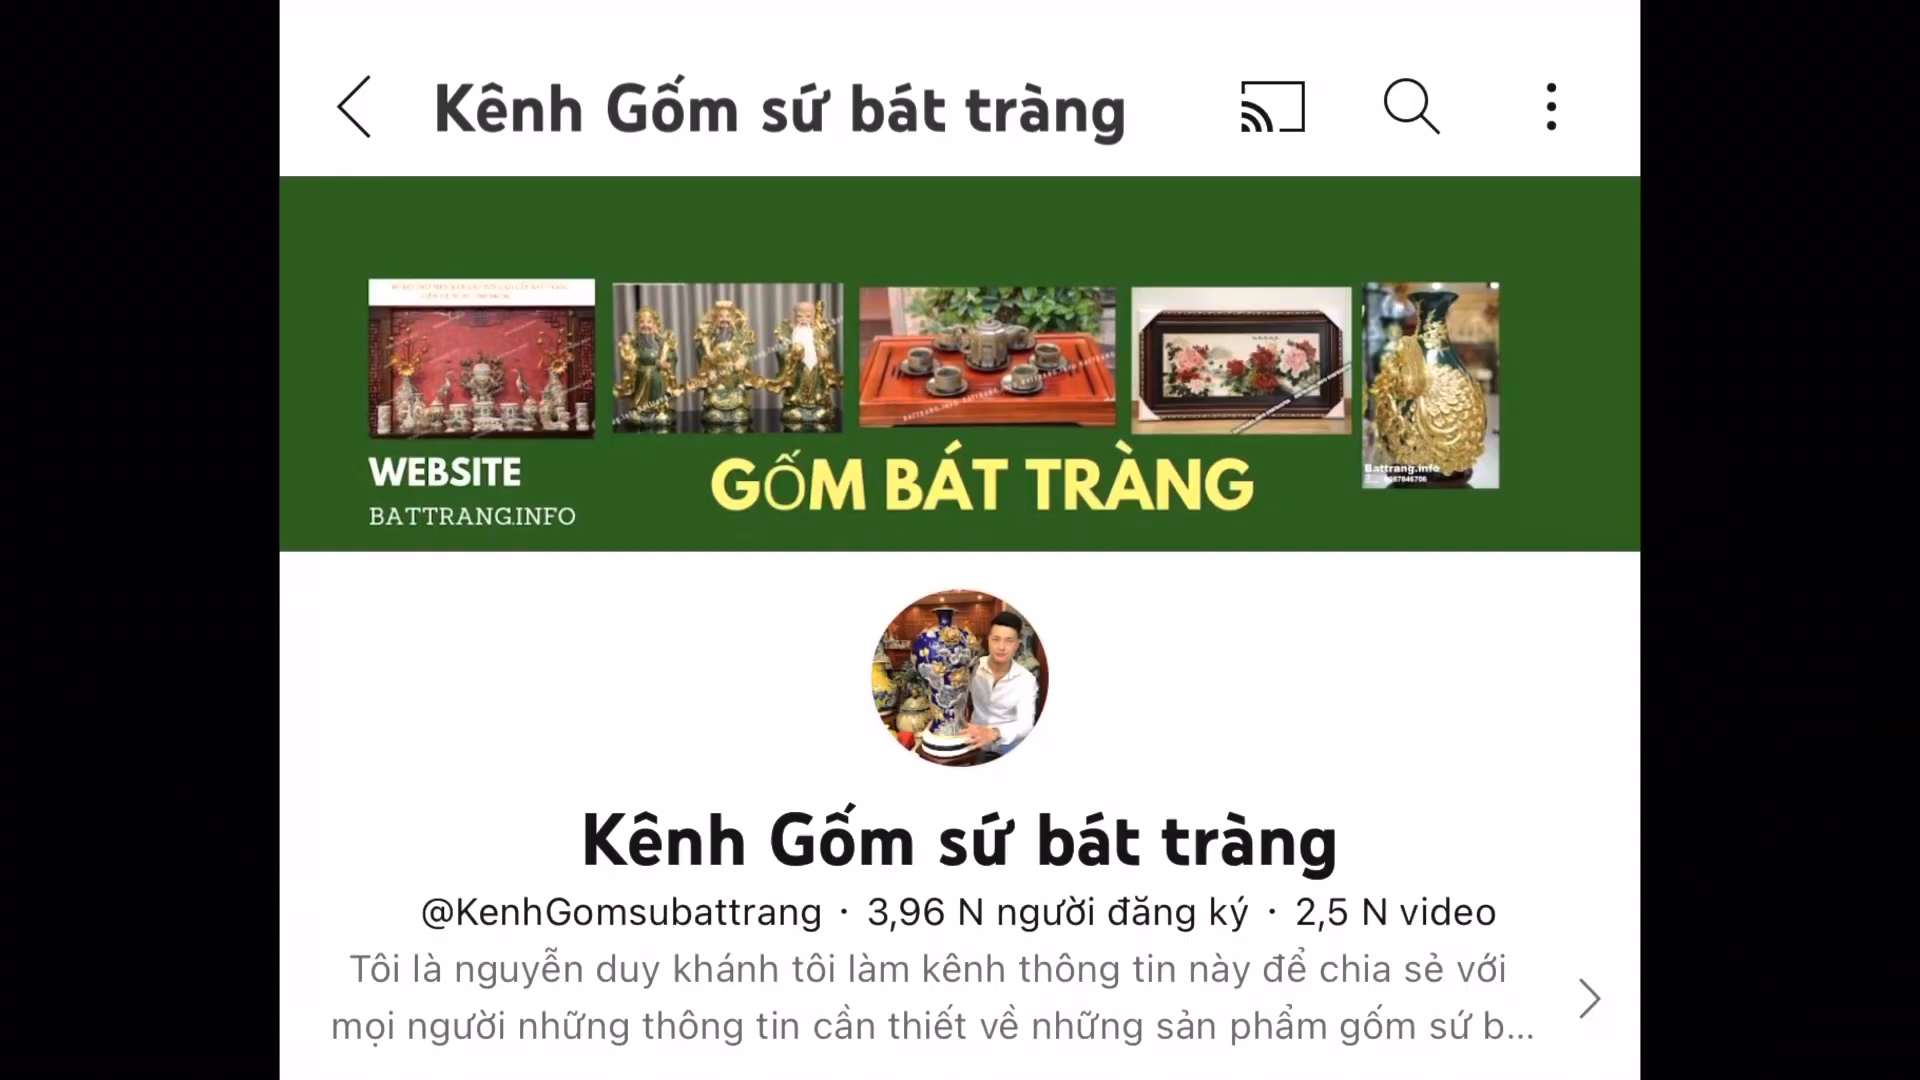 Kênh Gốm sứ bát tràng
WEBSITE
BATTRANG.INFO
GỐM BÁT TRÀNG
Battrang.info
Kênh Gốm sứ bát tràng
@KenhGomsubattrang · 3,96 N người đăng ký · 2,5 N video
Tôi là nguyễn duy khánh tôi làm kênh thông tin này để chia sẻ với
mọi người những thông tin cần thiết về những sản phẩm gốm sứ b...